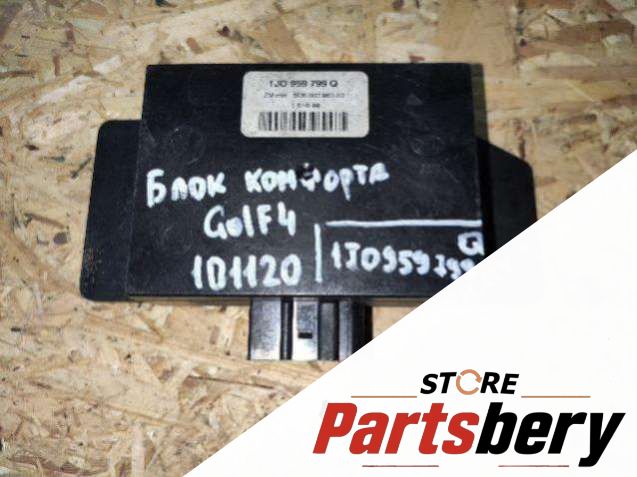 1J0 959 799 Q
БЛОК КОМФОРТА
GOLF4
101120
Q
1J0959799
STORE
Partsbery